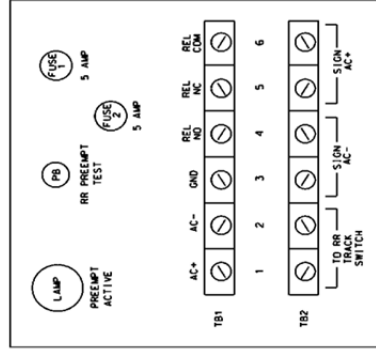 LAMP
PREEMPT
ACTIVE
PB
RR PREEMPT
TEST
FUSE
2
5 AMP
FUSE
1
5 AMP
AC+
AC-
GND
REL
NO
REL
NC
REL
COM
TB1
1
2
3
4
5
6
TB2
TO RR
TRACK
SWITCH
SIGN
AC-
SIGN
AC+